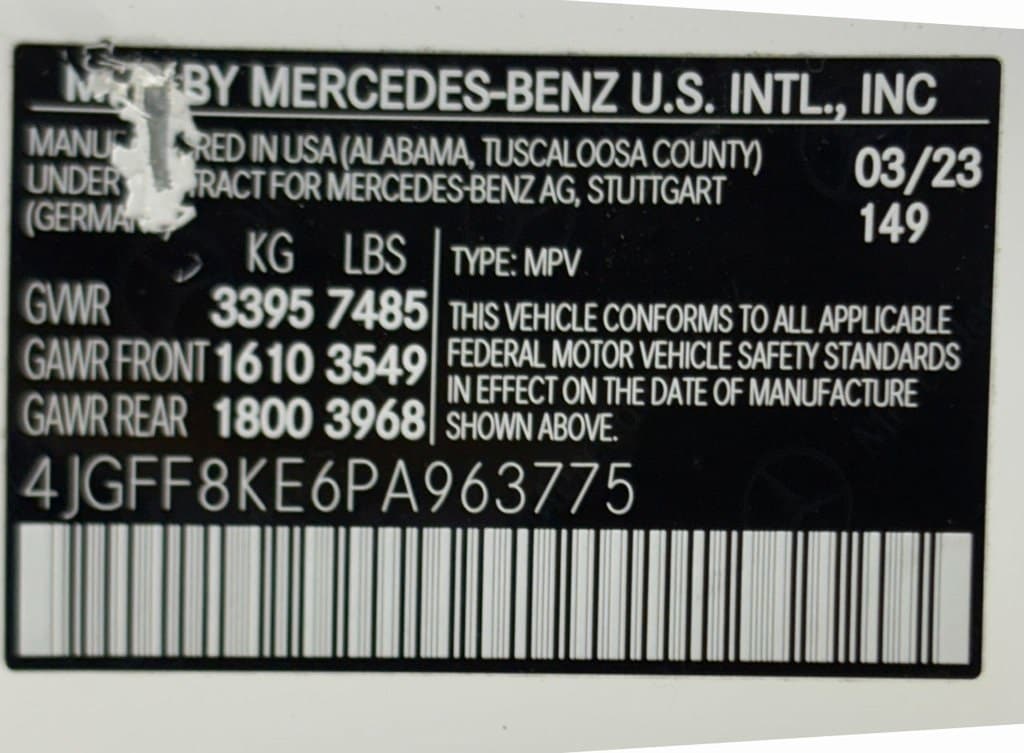 BY MERCEDES-BENZ U.S. INTL., INC
IN USA (ALABAMA, TUSCALOOSA COUNTY)
03/23
UNDER FOR MERCEDES-BENZ AG, STUTTGART
149
KG LBS
GVWR 3395 7485
GAWR FRONT 1610 3549
GAWR REAR 1800 3968
TYPE: MPV
THIS VEHICLE CONFORMS TO ALL APPLICABLE
FEDERAL MOTOR VEHICLE SAFETY STANDARDS
IN EFFECT ON THE DATE OF MANUFACTURE
SHOWN ABOVE.
4JGFF8KE6PA963775